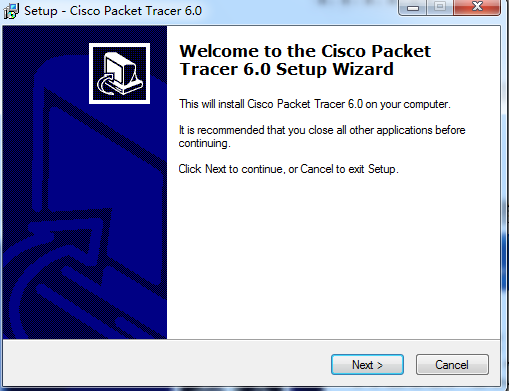 Setup - Cisco Packet Tracer 6.0
Welcome to the Cisco Packet
Tracer 6.0 Setup Wizard
This will install Cisco Packet Tracer 6.0 on your computer.
It is recommended that you close all other applications before
continuing.
Click Next to continue, or Cancel to exit Setup.
Next >
Cancel